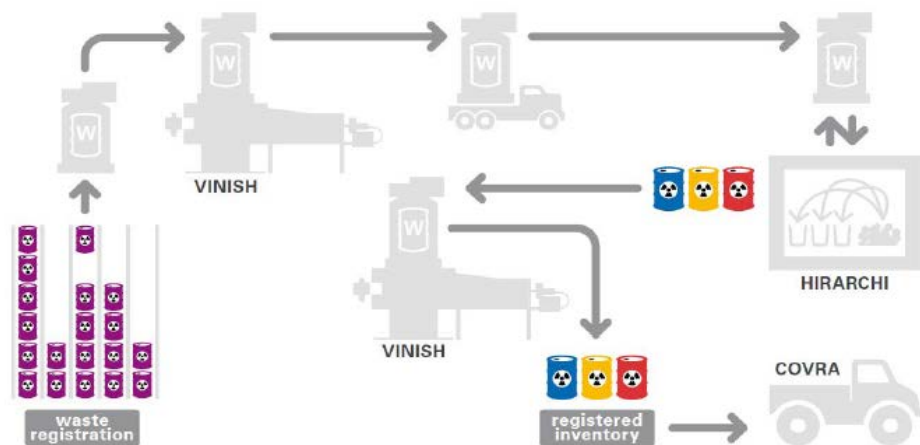 W
W
W
W
W
VINISH
HIRARCHI
VINISH
COVRA
waste
registration
registered
inventory